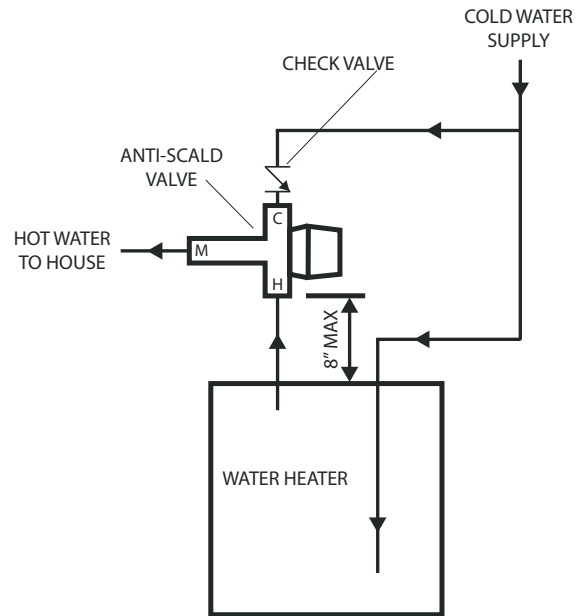 COLD WATER
SUPPLY
CHECK VALVE
ANTI-SCALD
VALVE
C
HOT WATER
TO HOUSE
M
H
8" MAX
WATER HEATER